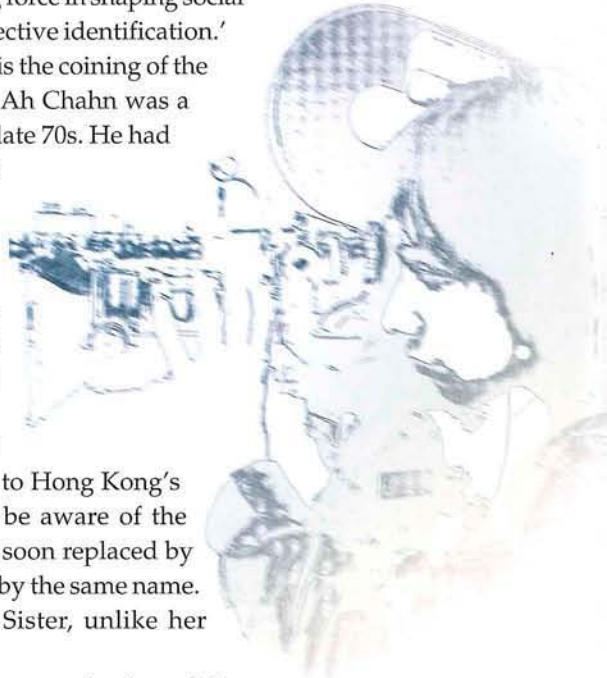 force in shaping social
ective identification.'
is the coining of the
Ah Chahn was a
late 70s. He had
to Hong Kong's
be aware of the
soon replaced by
by the same name.
Sister, unlike her